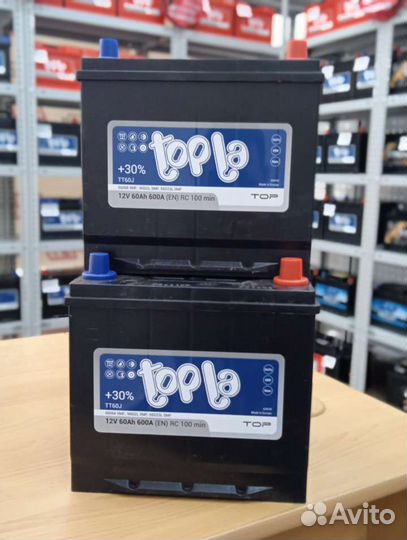 topla
+30%
TT60J
12V 60Ah 600A (EN) RC 100 min
TOP
topla
+30%
TT60J
12V 60Ah 600A (EN) RC 100 min
TOP
Avito